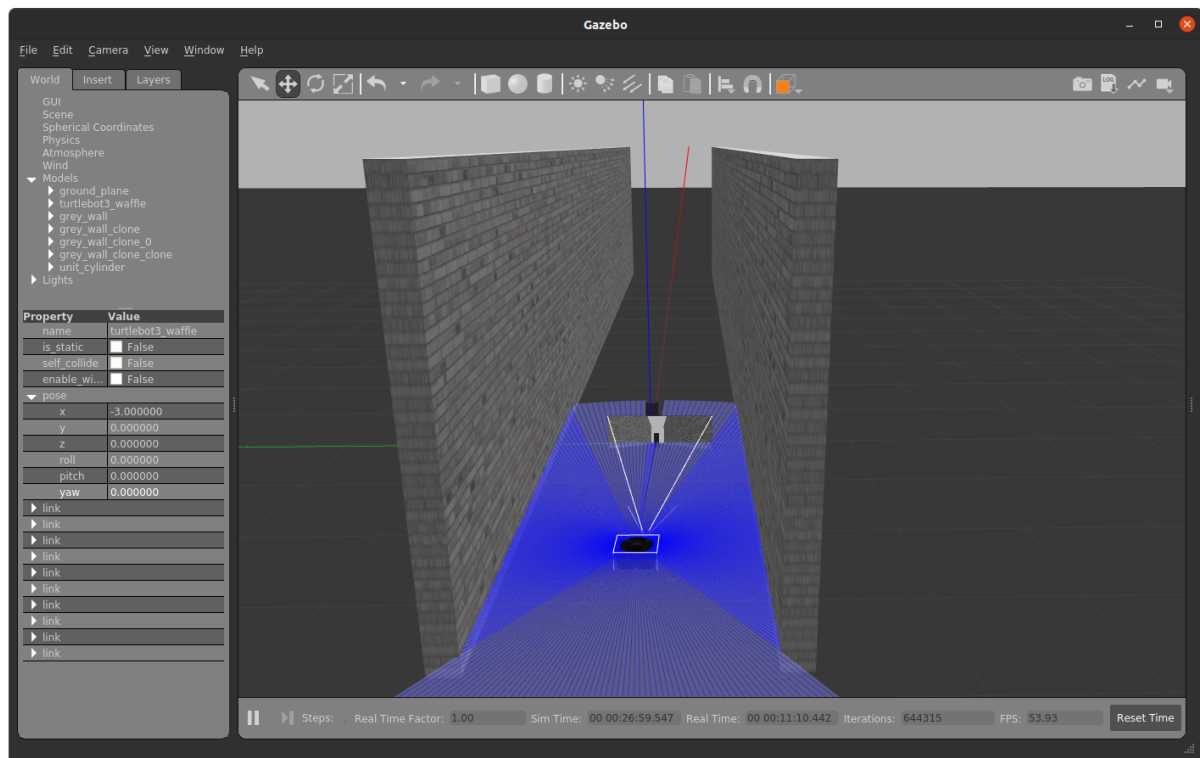 Gazebo
File Edit Camera View Window Help
World Insert Layers
GUI
Scene
Spherical Coordinates
Physics
Atmosphere
Wind
Models
ground_plane
turtlebot3_waffle
grey_wall
grey_wall_clone
grey_wall_clone_0
grey_wall_clone_clone
unit_cylinder
Lights
Property Value
name turtlebot3_waffle
is_static False
self_collide False
enable_wi... False
pose
x -3.000000
y 0.000000
z 0.000000
roll 0.000000
pitch 0.000000
yaw 0.000000
link
link
link
link
link
link
link
link
link
link
LOG
Steps: Real Time Factor: 1.00 Sim Time: 00 00:26:59.547 Real Time: 00 00:11:10.442 Iterations: 644315 FPS: 53.93 Reset Time